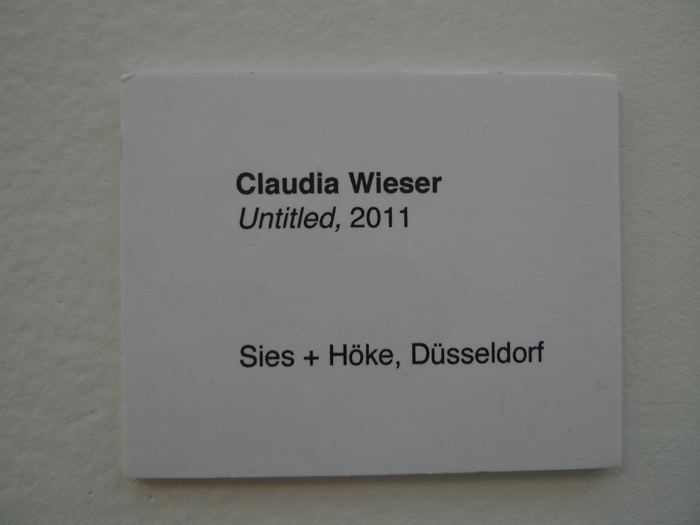 Claudia Wieser
Untitled, 2011
Sies + Höke, Düsseldorf